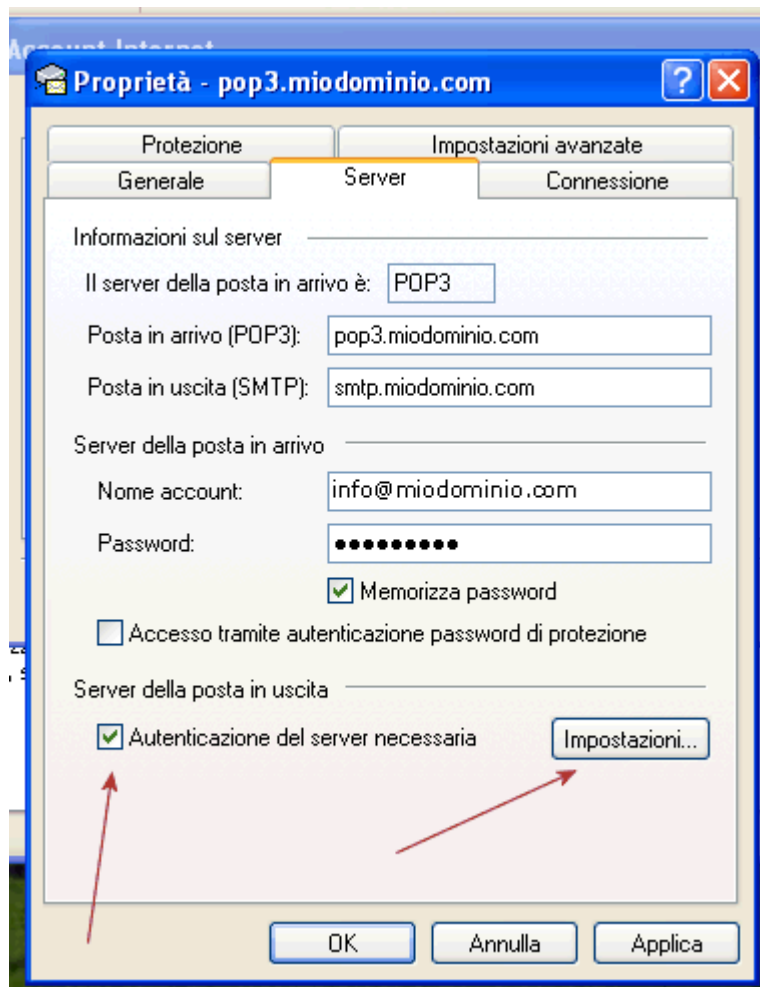 Account Internet
Proprietà - pop3.miodominio.com
Protezione
Impostazioni avanzate
Generale
Server
Connessione
Informazioni sul server
Il server della posta in arrivo è: POP3
Posta in arrivo (POP3): pop3.miodominio.com
Posta in uscita (SMTP): smtp.miodominio.com
Server della posta in arrivo
Nome account: info@miodominio.com
Password: ●●●●●●●●●
Memorizza password
Accesso tramite autenticazione password di protezione
Server della posta in uscita
Autenticazione del server necessaria
Impostazioni...
OK
Annulla
Applica